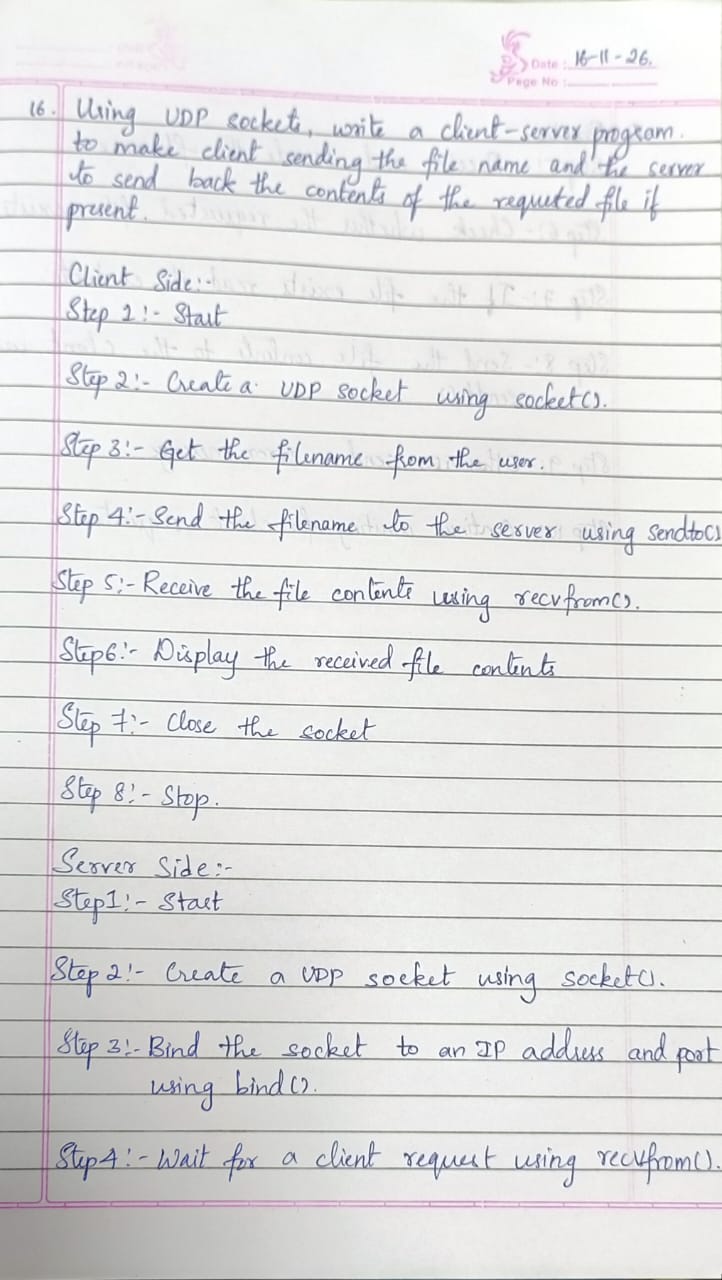 Date : 16-11-26.
Page No :
16. Using UDP sockets, write a client-server program
to make client sending the file name and the server
to send back the contents of the requested file if
present.
Client Side:-
Step 1:- Start
Step 2:- Create a UDP socket using socket().
Step 3:- Get the filename from the user.
Step 4:- Send the filename to the server using sendto()
Step 5:- Receive the file contents using recvfrom().
Step6:- Display the received file contents
Step 7:- Close the socket
Step 8:- Stop.
Server Side:-
Step1:- Start
Step 2:- Create a UDP socket using socket().
Step 3:- Bind the socket to an IP address and port
using bind().
Step4:- Wait for a client request using recvfrom().